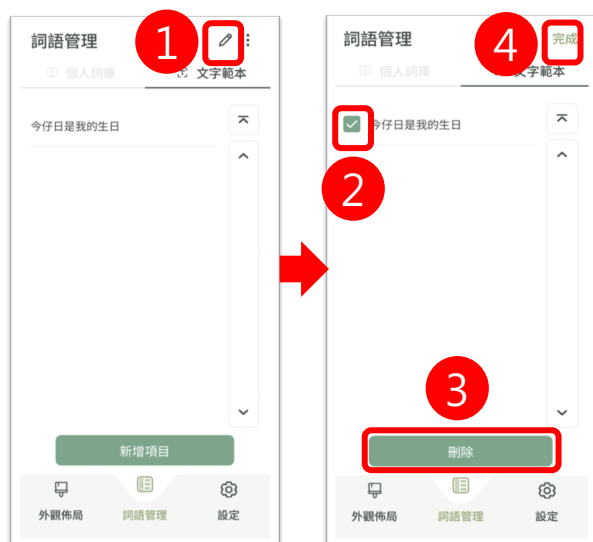 詞語管理
1
個人詞庫
文字範本
今仔日是我的生日
新增項目
外觀佈局
詞語管理
設定
詞語管理
4
完成
個人詞庫
文字範本
今仔日是我的生日
2
3
刪除
外觀佈局
詞語管理
設定